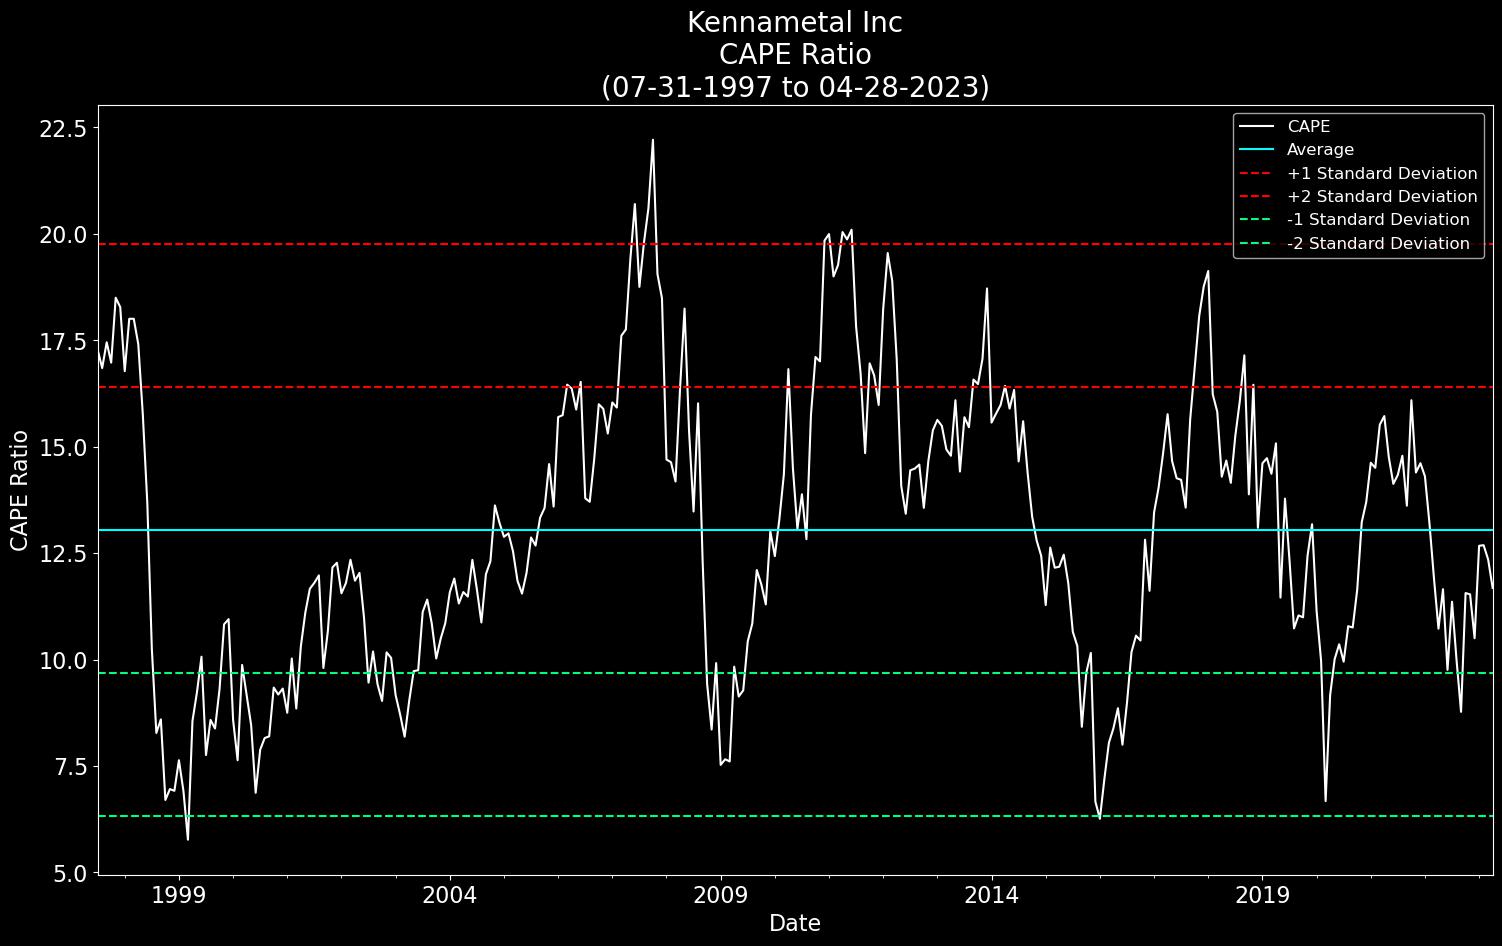 Kennametal Inc
CAPE Ratio
(07-31-1997 to 04-28-2023)
22.5
20.0
17.5
15.0
12.5
10.0
7.5
5.0
CAPE Ratio
CAPE
Average
+1 Standard Deviation
+2 Standard Deviation
-1 Standard Deviation
-2 Standard Deviation
1999
2004
2009
2014
2019
Date